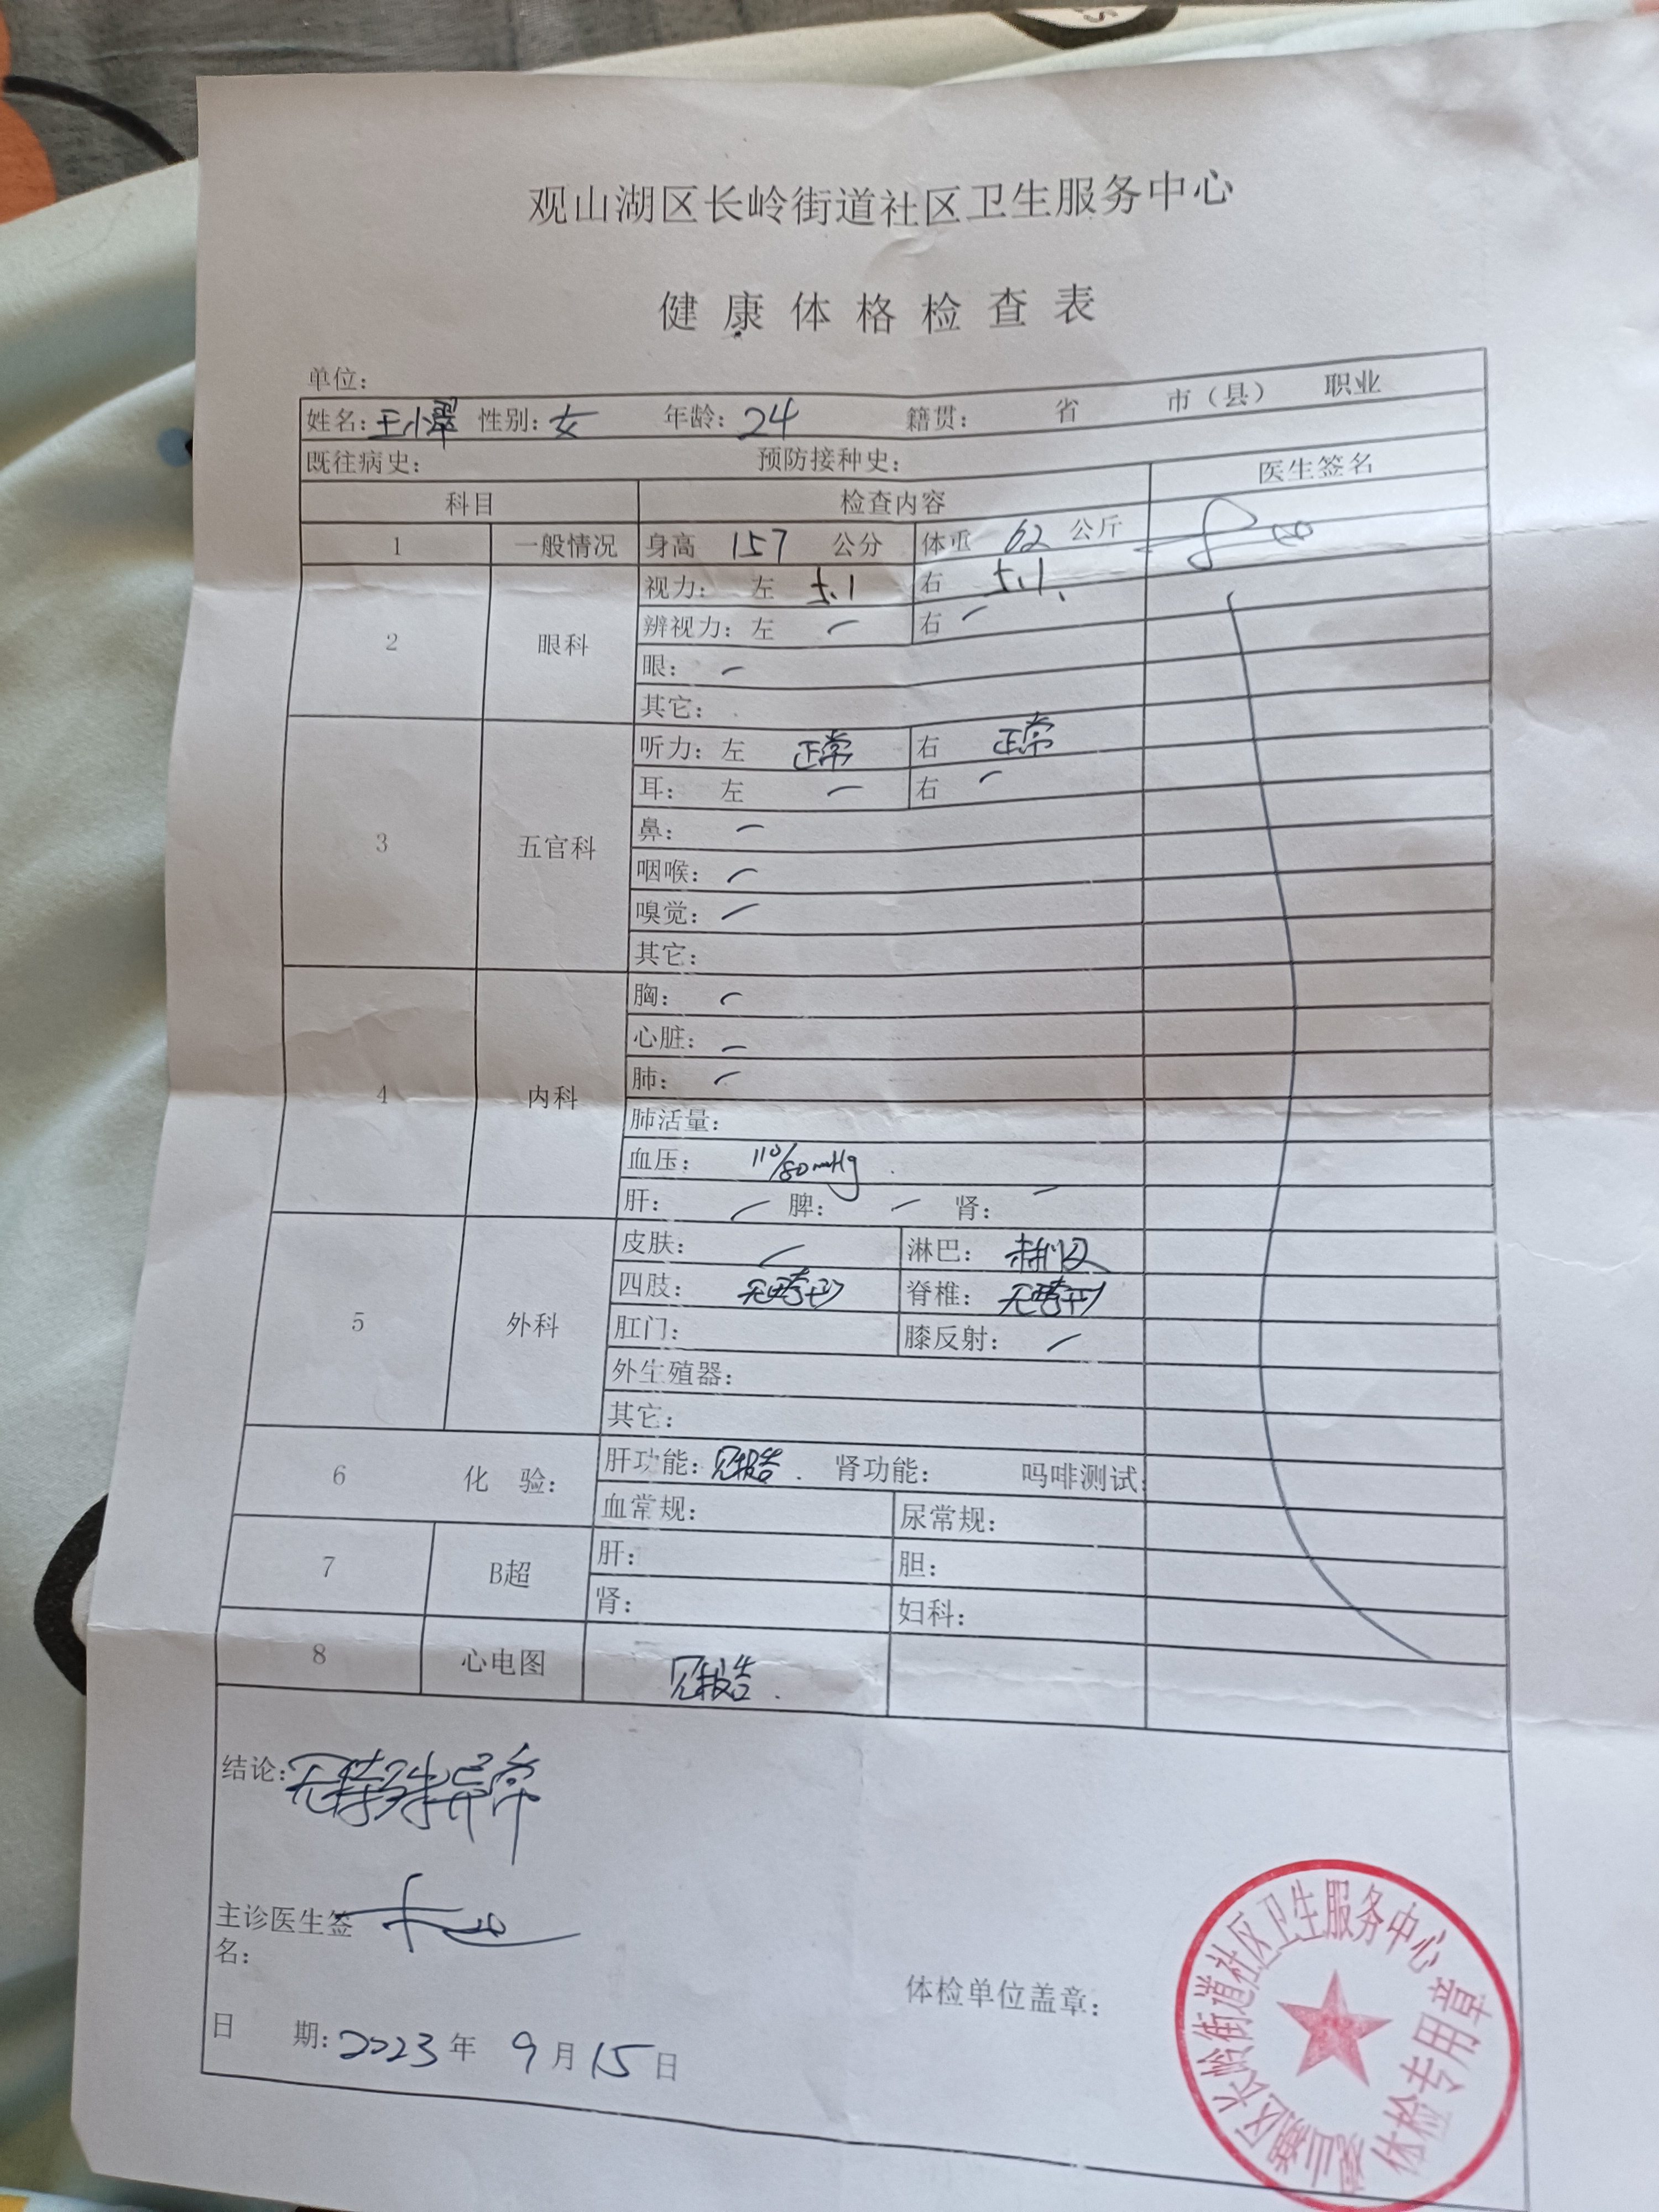 观山湖区长岭街道社区卫生服务中心
健康体格检查表
单位：
姓名：王小翠 性别：女 年龄：24 籍贯： 省 市（县） 职业
既往病史： 预防接种史：
科目 检查内容 医生签名
1 一般情况 身高 157 公分 体重 62 公斤
2 眼科 视力： 左 5.1 右 5.1
辨视力：左 — 右 —
眼： —
其它：
3 五官科 听力：左 正常 右 正常
耳： 左 — 右 —
鼻： —
咽喉： —
嗅觉： —
其它：
4 内科 胸： —
心脏： —
肺： —
肺活量：
血压： 110/80mmHg
肝： — 脾： — 肾： —
5 外科 皮肤： — 淋巴： 未扪及
四肢： 无畸形 脊椎： 无畸形
肛门： 膝反射： —
外生殖器：
其它：
6 化 验： 肝功能：见报告. 肾功能： 吗啡测试：
血常规： 尿常规：
7 B超 肝： 胆：
肾： 妇科：
8 心电图 见报告.
结论：无特殊异常
主诊医生签
名：
体检单位盖章：
日 期：2023年 9月15日
观山湖区长岭街道社区卫生服务中心
体检专用章